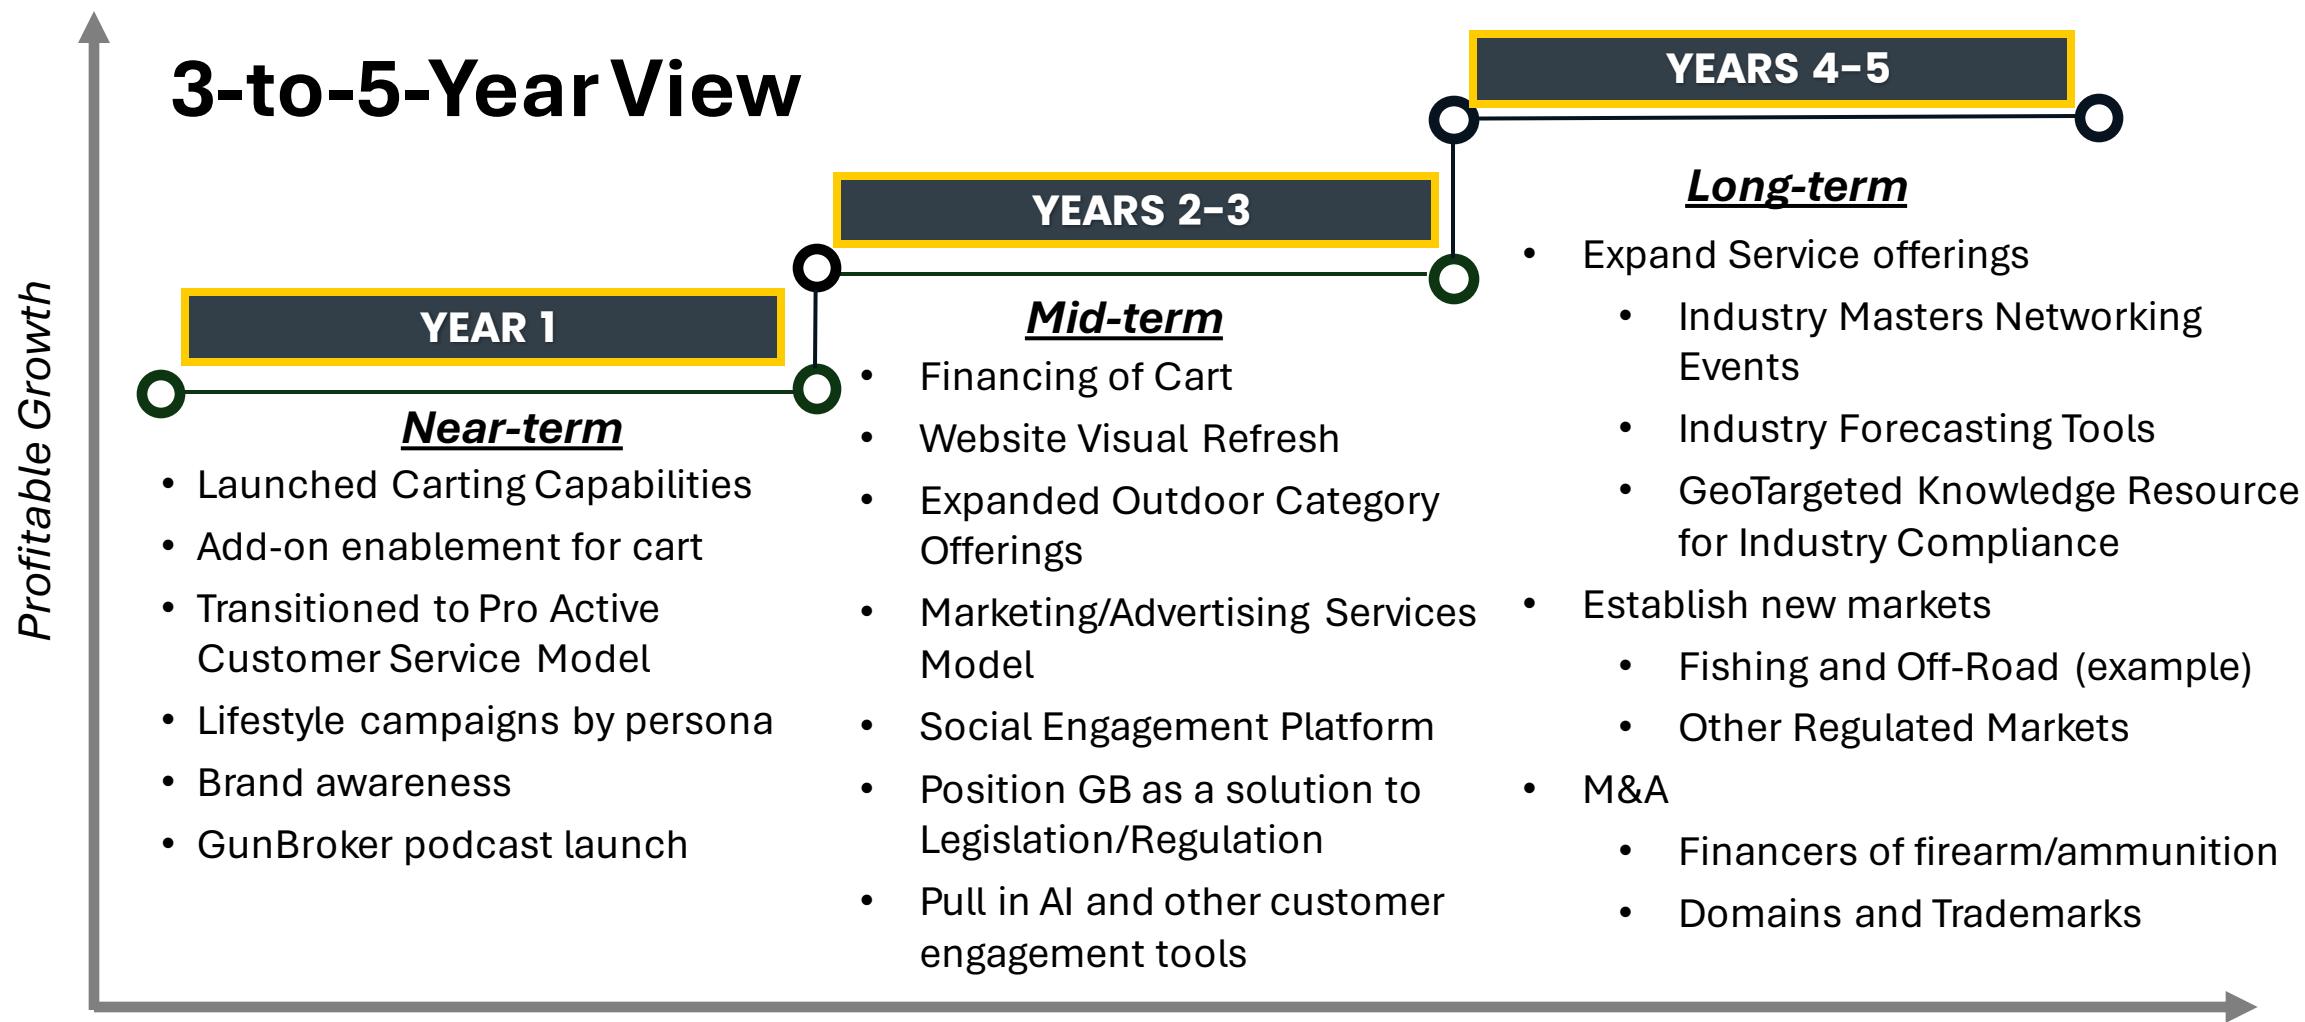 3-to-5-Year View
Profitable Growth
YEAR 1
Near-term
• Launched Carting Capabilities
• Add-on enablement for cart
• Transitioned to Pro Active
Customer Service Model
• Lifestyle campaigns by persona
• Brand awareness
• GunBroker podcast launch
YEARS 2-3
Mid-term
• Financing of Cart
• Website Visual Refresh
• Expanded Outdoor Category
Offerings
• Marketing/Advertising Services
Model
• Social Engagement Platform
• Position GB as a solution to
Legislation/Regulation
• Pull in AI and other customer
engagement tools
YEARS 4-5
Long-term
• Expand Service offerings
• Industry Masters Networking
Events
• Industry Forecasting Tools
• GeoTargeted Knowledge Resource
for Industry Compliance
• Establish new markets
• Fishing and Off-Road (example)
• Other Regulated Markets
• M&A
• Financers of firearm/ammunition
• Domains and Trademarks